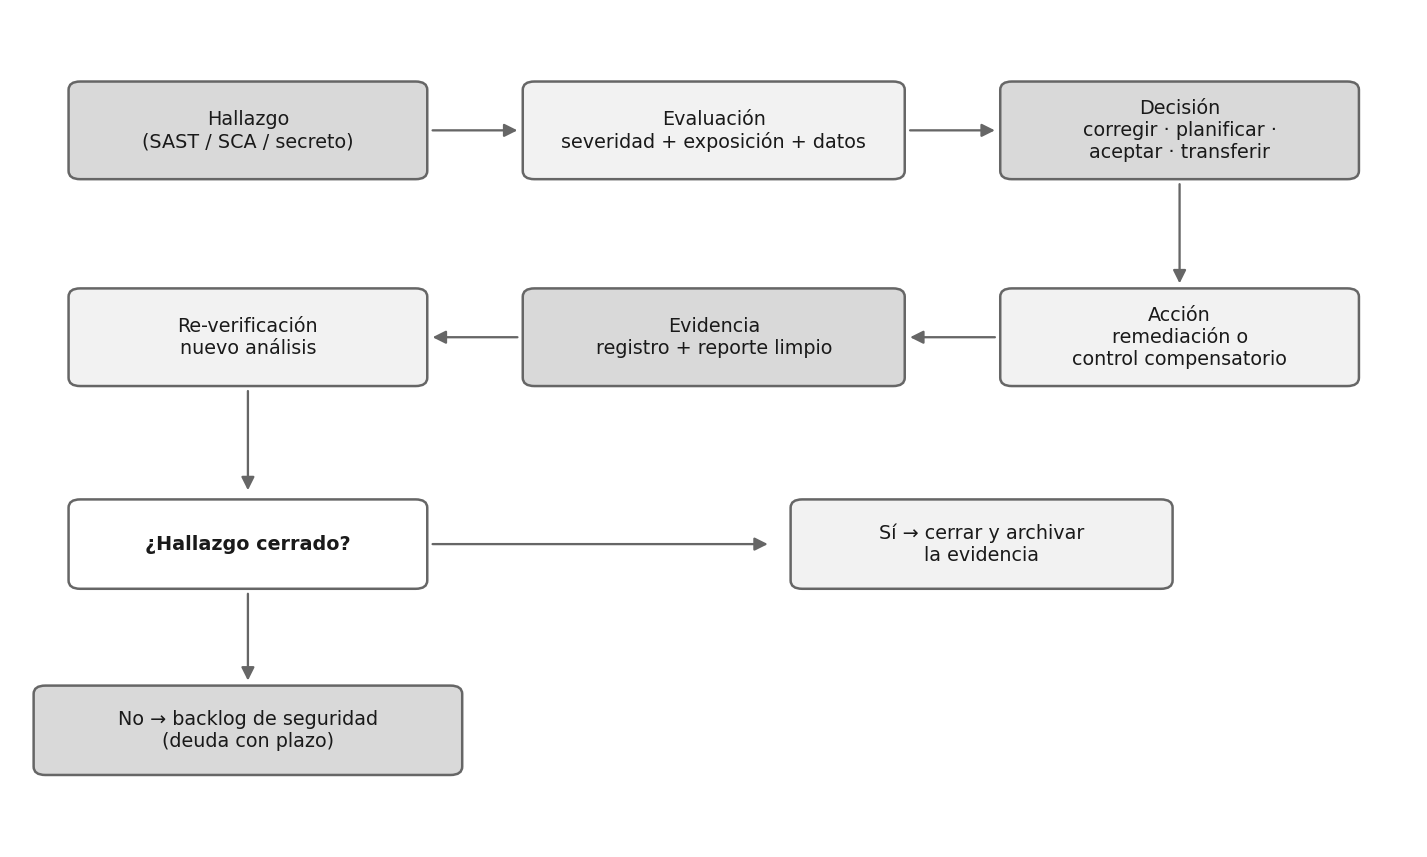 Hallazgo
(SAST / SCA / secreto)
Evaluación
severidad + exposición + datos
Decisión
corregir · planificar ·
aceptar · transferir
Re-verificación
nuevo análisis
Evidencia
registro + reporte limpio
Acción
remediación o
control compensatorio
¿Hallazgo cerrado?
Sí → cerrar y archivar
la evidencia
No → backlog de seguridad
(deuda con plazo)